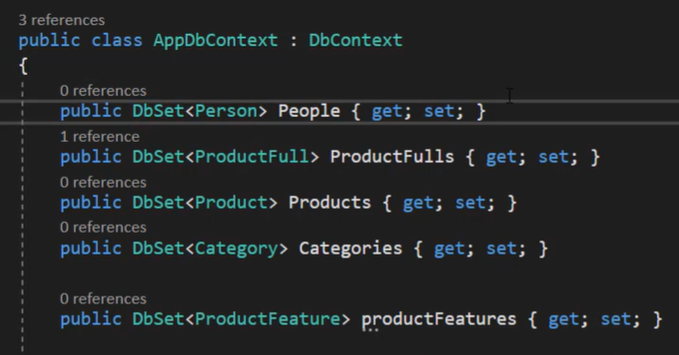 3 references
public class AppDbContext : DbContext
{
0 references
public DbSet<Person> People { get; set; }
1 reference
public DbSet<ProductFull> ProductFulls { get; set; }
0 references
public DbSet<Product> Products { get; set; }
0 references
public DbSet<Category> Categories { get; set; }
0 references
public DbSet<ProductFeature> productFeatures { get; set; }